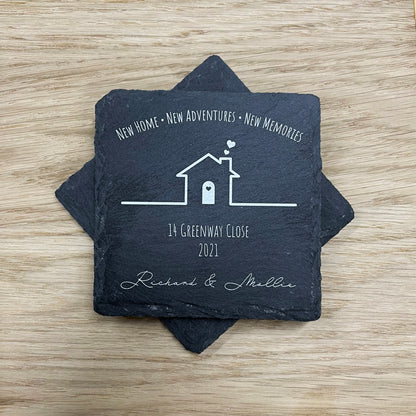 New Home • New Adventures • New Memories
14 Greenway Close
2021
Richard & Mollie